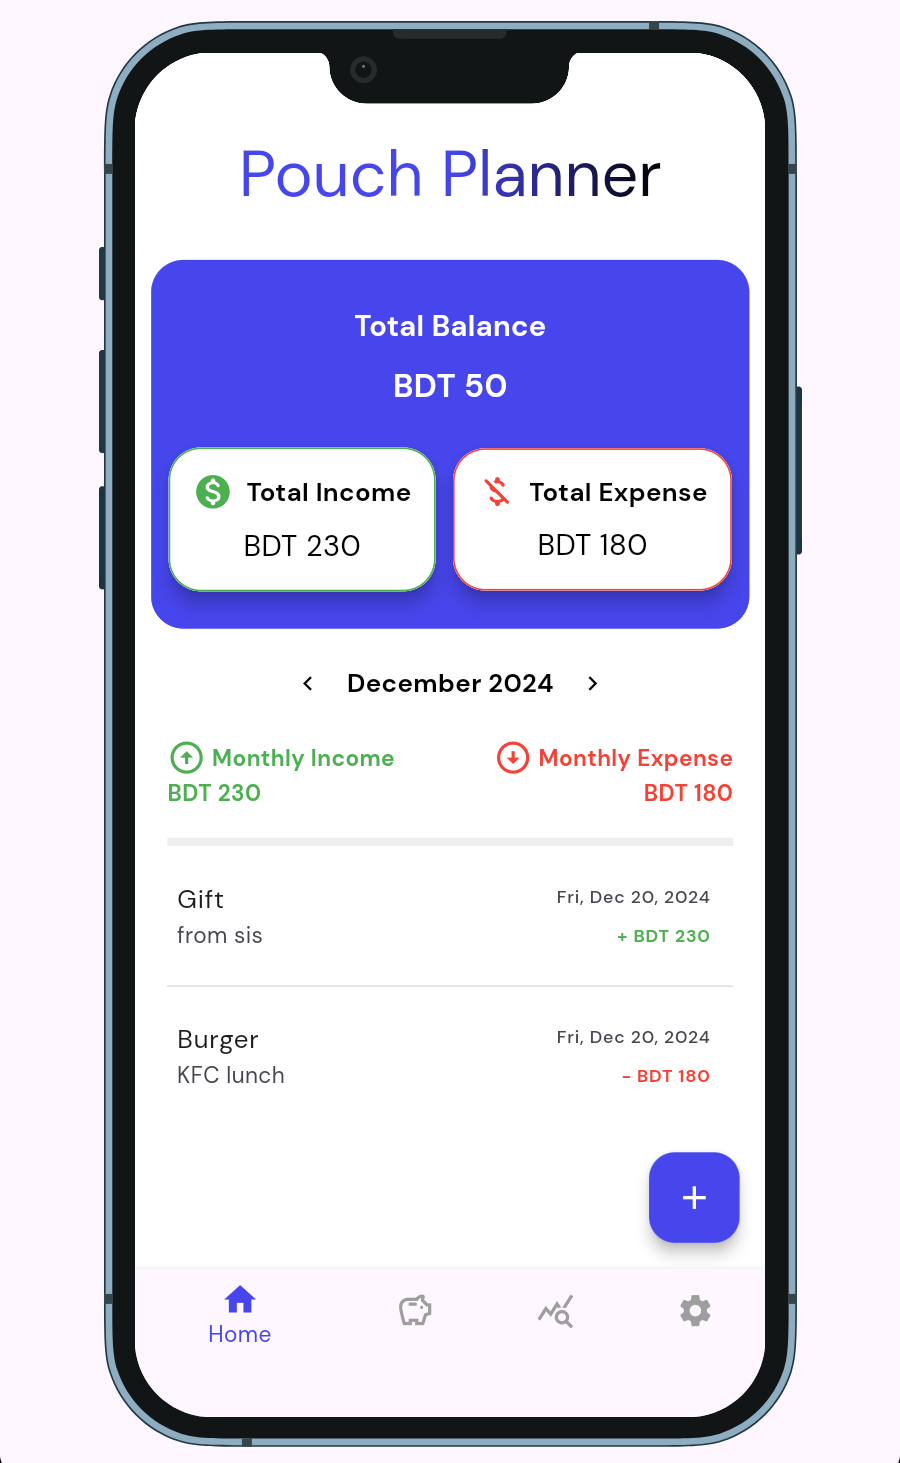 Pouch Planner
Total Balance
BDT 50
Total Income
BDT 230
Total Expense
BDT 180
December 2024
Monthly Income
BDT 230
Monthly Expense
BDT 180
Gift
Fri, Dec 20, 2024
from sis
+ BDT 230
Burger
Fri, Dec 20, 2024
KFC lunch
- BDT 180
Home